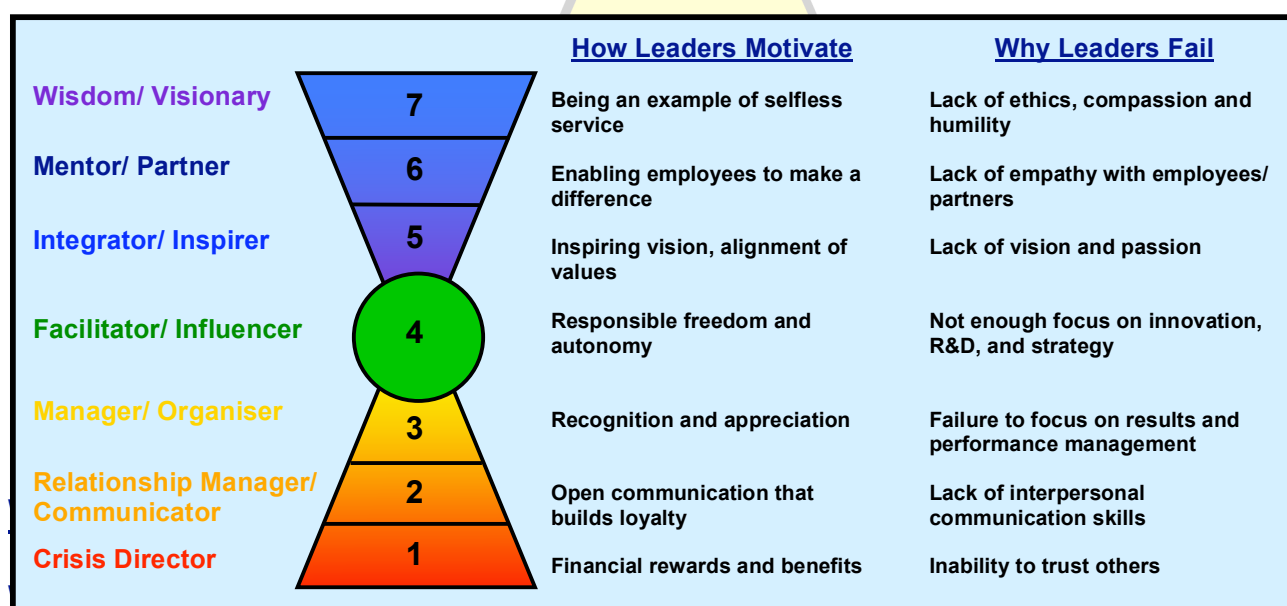 How Leaders Motivate
Why Leaders Fail
Wisdom/ Visionary
7
Being an example of selfless
service
Lack of ethics, compassion and
humility
Mentor/ Partner
6
Enabling employees to make a
difference
Lack of empathy with employees/
partners
Integrator/ Inspirer
5
Inspiring vision, alignment of
values
Lack of vision and passion
Facilitator/ Influencer
4
Responsible freedom and
autonomy
Not enough focus on innovation,
R&D, and strategy
Manager/ Organiser
3
Recognition and appreciation
Failure to focus on results and
performance management
Relationship Manager/
Communicator
2
Open communication that
builds loyalty
Lack of interpersonal
communication skills
Crisis Director
1
Financial rewards and benefits
Inability to trust others